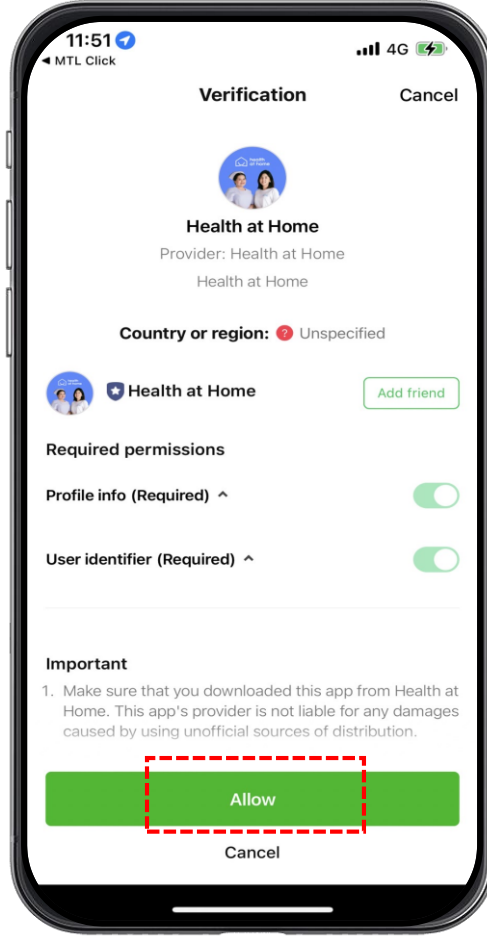 11:51
4G
◀ MTL Click
Verification
Cancel
health
at home
Health at Home
Provider: Health at Home
Health at Home
Country or region: ? Unspecified
Health at Home
Add friend
Required permissions
Profile info (Required)
User identifier (Required)
Important
1. Make sure that you downloaded this app from Health at
Home. This app's provider is not liable for any damages
caused by using unofficial sources of distribution.
Allow
Cancel